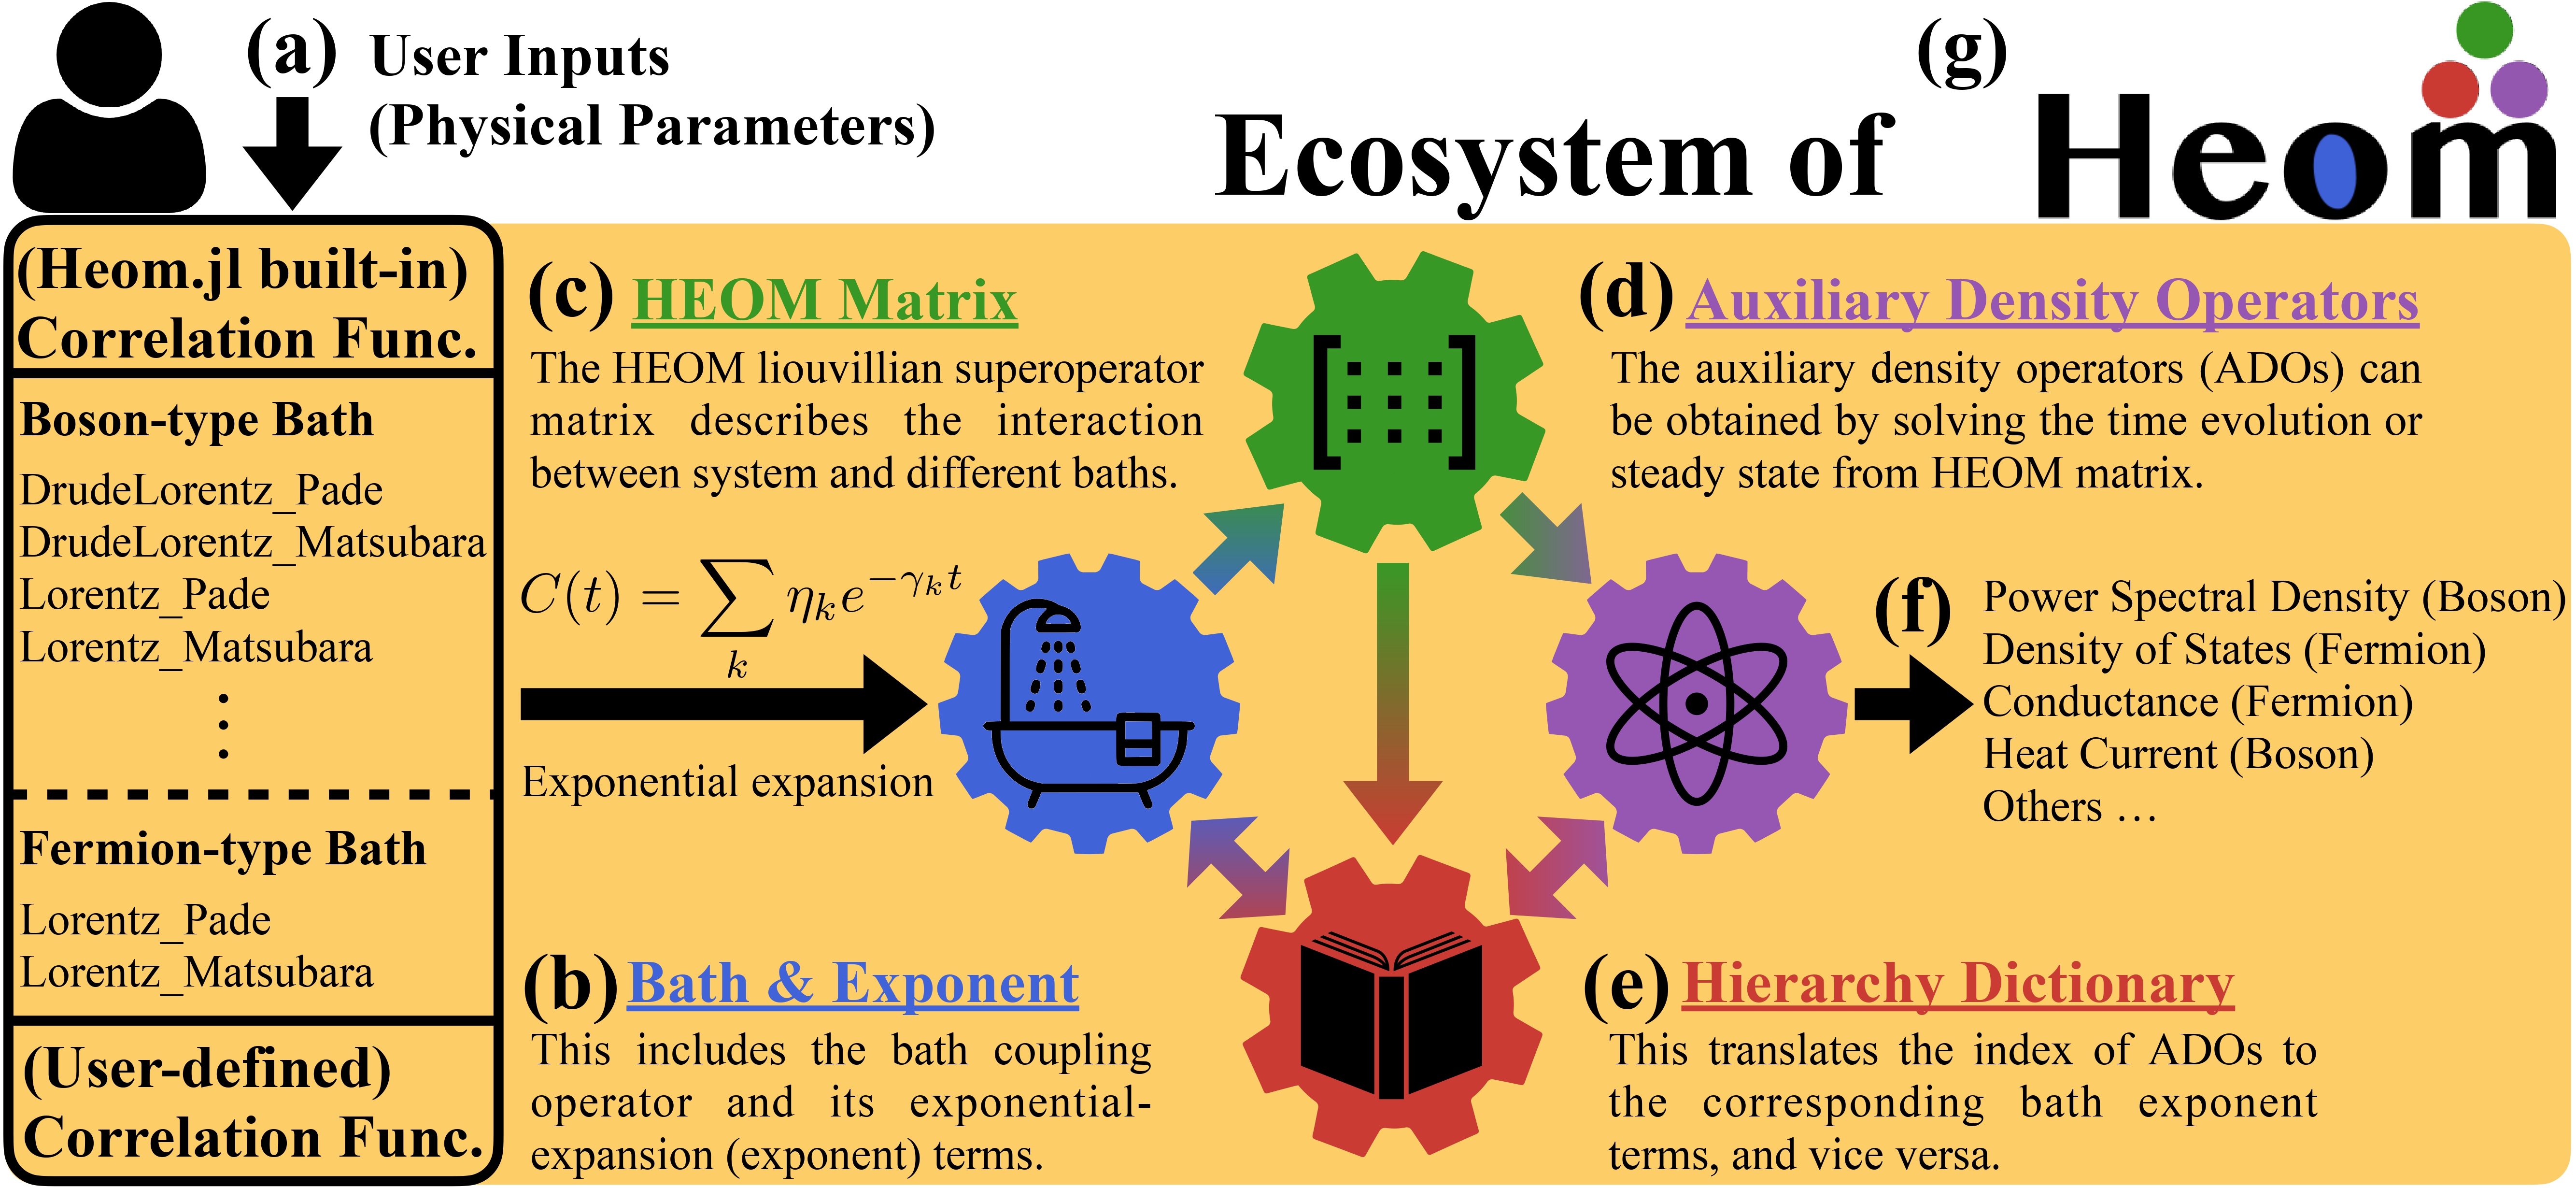 (a) User Inputs
(Physical Parameters)
(g)
Ecosystem of Heom
(Heom.jl built-in)
Correlation Func.
Boson-type Bath
DrudeLorentz_Pade
DrudeLorentz_Matsubara
Lorentz_Pade
Lorentz_Matsubara
⋮
Fermion-type Bath
Lorentz_Pade
Lorentz_Matsubara
(User-defined)
Correlation Func.
(c) HEOM Matrix
The HEOM liouvillian superoperator
matrix describes the interaction
between system and different baths.
C(t) = ∑_k η_k e^{−γ_k t}
Exponential expansion
(b) Bath & Exponent
This includes the bath coupling
operator and its exponential-
expansion (exponent) terms.
(d) Auxiliary Density Operators
The auxiliary density operators (ADOs) can
be obtained by solving the time evolution or
steady state from HEOM matrix.
(f) Power Spectral Density (Boson)
Density of States (Fermion)
Conductance (Fermion)
Heat Current (Boson)
Others …
(e) Hierarchy Dictionary
This translates the index of ADOs to
the corresponding bath exponent
terms, and vice versa.